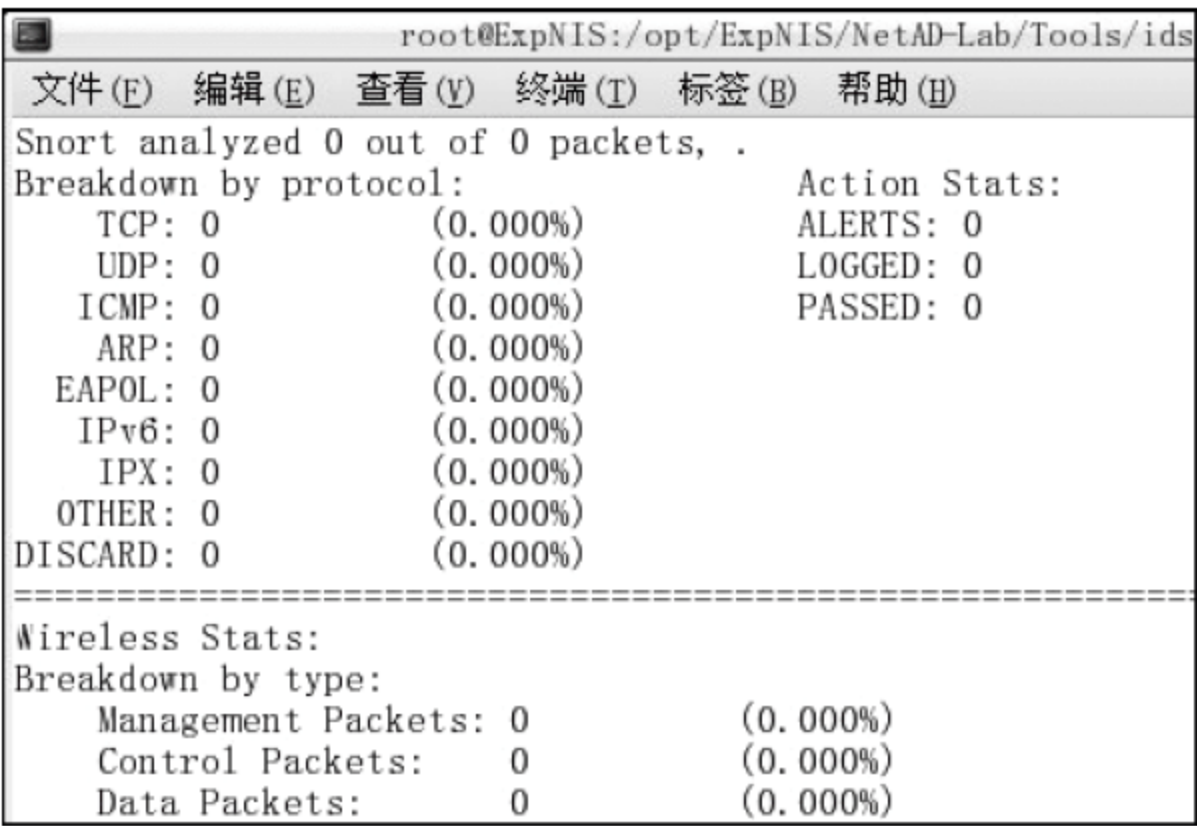 root@ExpNIS:/opt/ExpNIS/NetAD-Lab/Tools/ids
文件(F) 编辑(E) 查看(V) 终端(T) 标签(B) 帮助(H)
Snort analyzed 0 out of 0 packets, .
Breakdown by protocol: Action Stats:
TCP: 0 (0.000%) ALERTS: 0
UDP: 0 (0.000%) LOGGED: 0
ICMP: 0 (0.000%) PASSED: 0
ARP: 0 (0.000%)
EAPOL: 0 (0.000%)
IPv6: 0 (0.000%)
IPX: 0 (0.000%)
OTHER: 0 (0.000%)
DISCARD: 0 (0.000%)
=========================================================
Wireless Stats:
Breakdown by type:
Management Packets: 0 (0.000%)
Control Packets: 0 (0.000%)
Data Packets: 0 (0.000%)